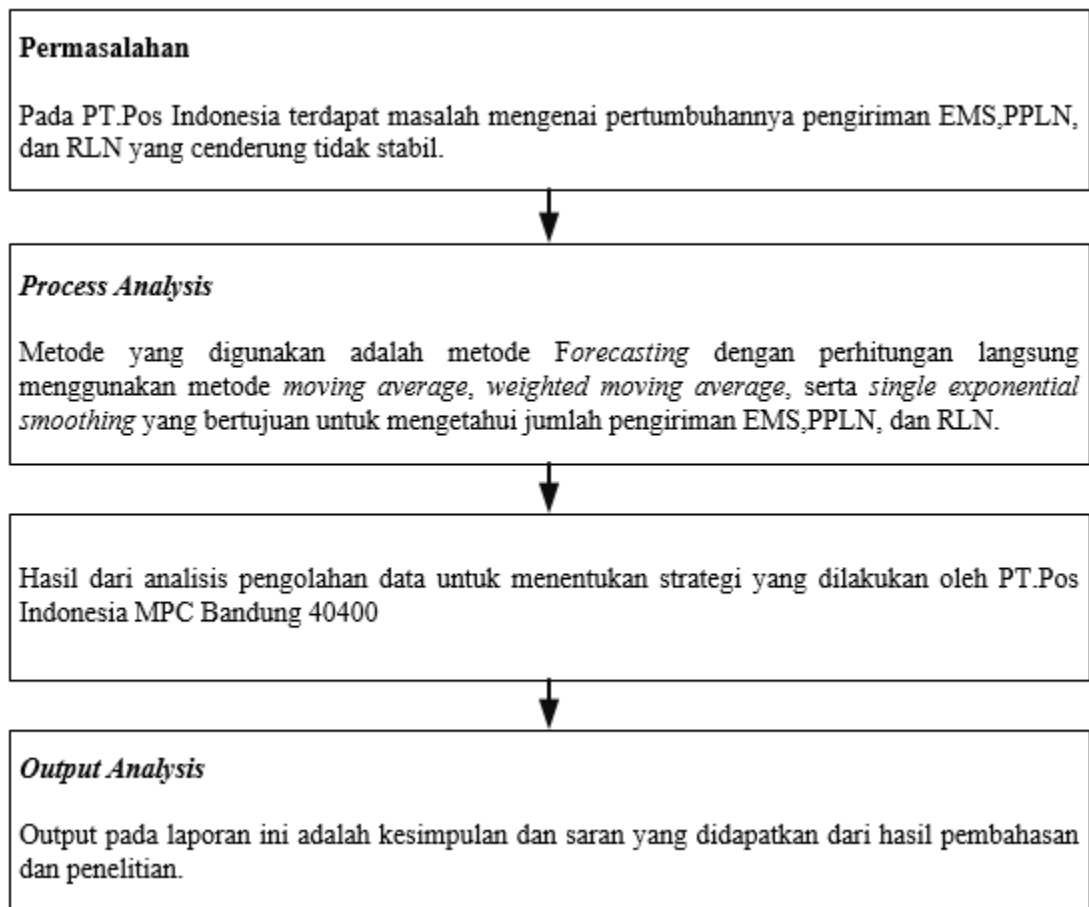 Permasalahan
Pada PT.Pos Indonesia terdapat masalah mengenai pertumbuhannya pengiriman EMS,PPLN,
dan RLN yang cenderung tidak stabil.
Process Analysis
Metode yang digunakan adalah metode Forecasting dengan perhitungan langsung
menggunakan metode moving average, weighted moving average, serta single exponential
smoothing yang bertujuan untuk mengetahui jumlah pengiriman EMS,PPLN, dan RLN.
Hasil dari analisis pengolahan data untuk menentukan strategi yang dilakukan oleh PT.Pos
Indonesia MPC Bandung 40400
Output Analysis
Output pada laporan ini adalah kesimpulan dan saran yang didapatkan dari hasil pembahasan
dan penelitian.